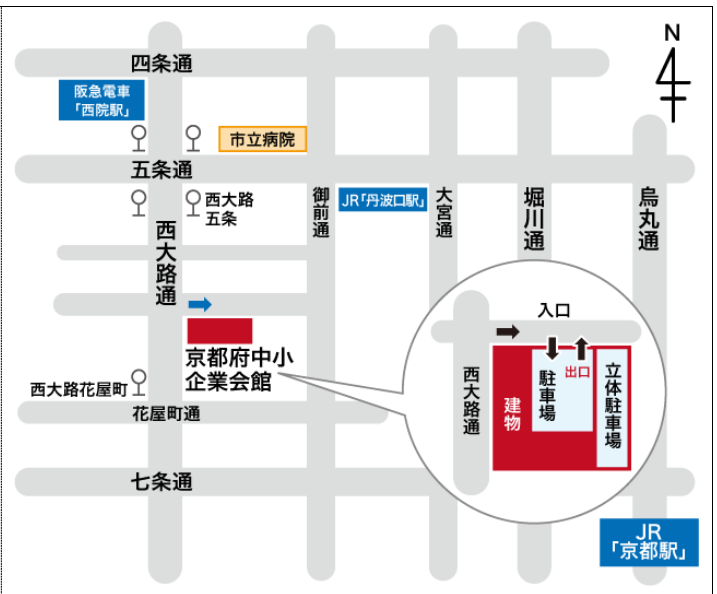 N
四条通
阪急電車
「西院駅」
市立病院
五条通
西大路
五条
御前通
JR「丹波口駅」
大宮通
堀川通
烏丸通
西大路通
京都府中小
企業会館
西大路花屋町
花屋町通
七条通
入口
西大路通
建物
駐車場
出口
立体駐車場
JR
「京都駅」